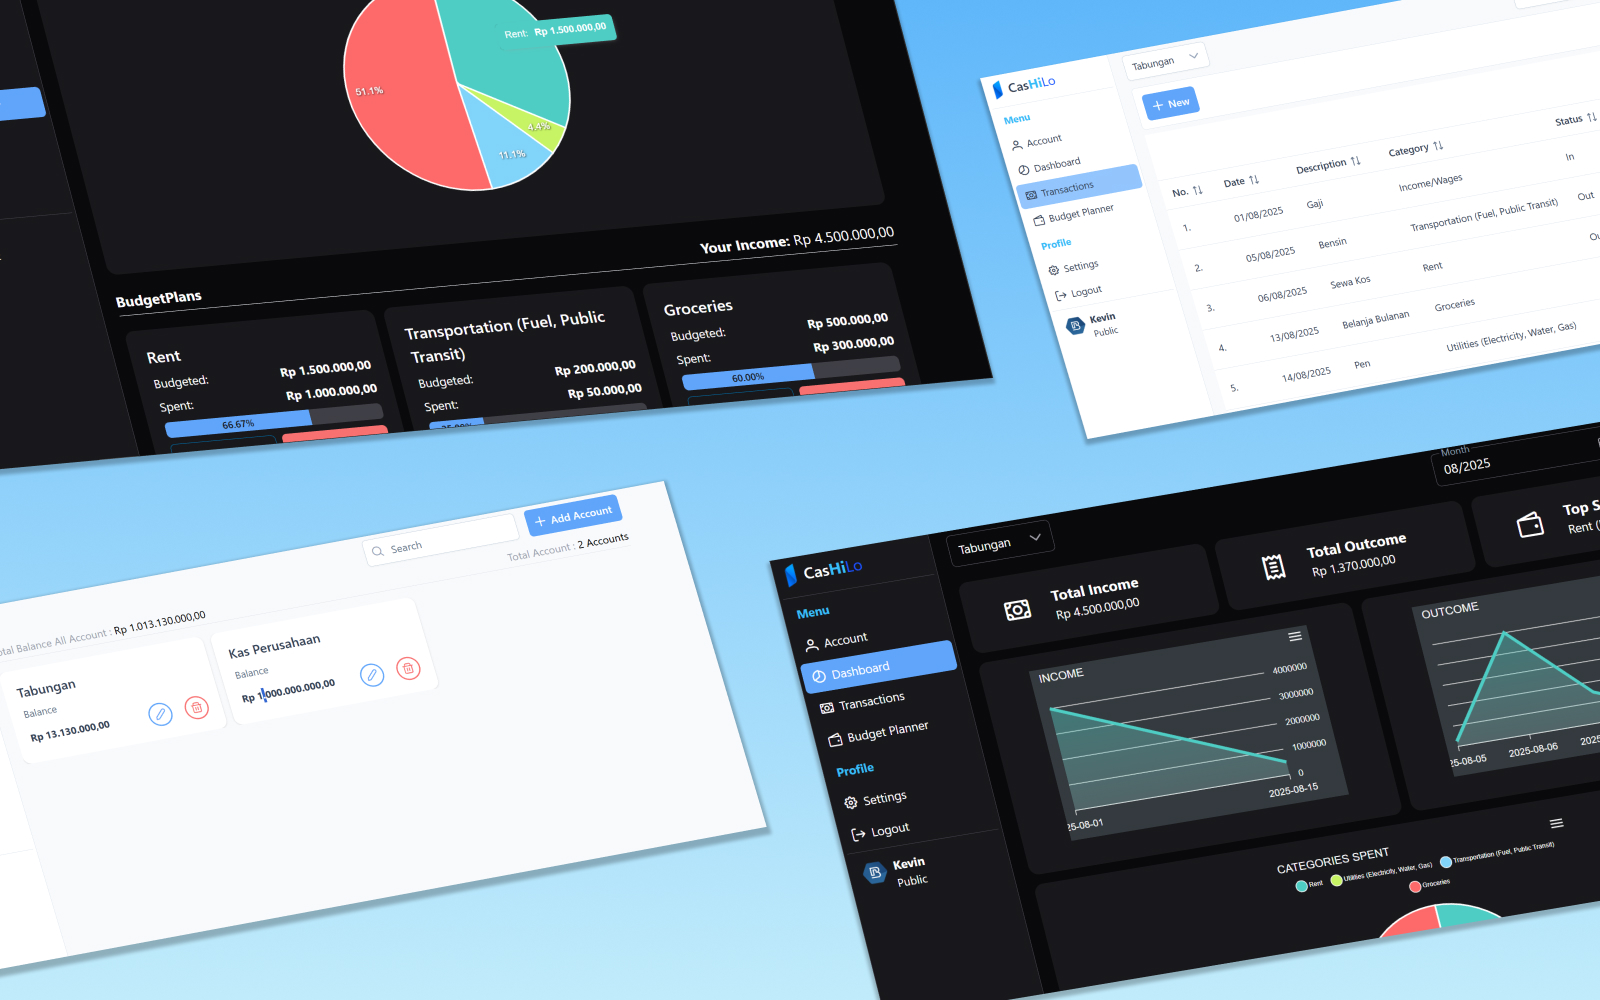 Rent: Rp 1.500.000,00
51.1%
4.4%
11.1%
Your Income: Rp 4.500.000,00
BudgetPlans
Rent
Budgeted: Rp 1.500.000,00
Spent: Rp 1.000.000,00
66.67%
Transportation (Fuel, Public Transit)
Budgeted: Rp 200.000,00
Spent: Rp 50.000,00
Groceries
Budgeted: Rp 500.000,00
Spent: Rp 300.000,00
60.00%
CasHiLo
Menu
Account
Dashboard
Transactions
Budget Planner
Profile
Settings
Logout
Kevin
Public
Tabungan
+ New
No. Date Description Category Status
1. 01/08/2025 Gaji Income/Wages In
2. 05/08/2025 Bensin Transportation (Fuel, Public Transit) Out
3. 06/08/2025 Sewa Kos Rent
4. 13/08/2025 Belanja Bulanan Groceries
5. 14/08/2025 Pen Utilities (Electricity, Water, Gas)
Search
+ Add Account
Total Account : 2 Accounts
Balance All Account : Rp 1.013.130.000,00
Tabungan
Balance
Rp 13.130.000,00
Kas Perusahaan
Balance
Rp 1.000.000.000,00
CasHiLo
Menu
Account
Dashboard
Transactions
Budget Planner
Profile
Settings
Logout
Kevin
Public
Tabungan
Month
08/2025
Total Income
Rp 4.500.000,00
Total Outcome
Rp 1.370.000,00
Top
Rent
INCOME
4000000
3000000
2000000
1000000
0
25-08-01
2025-08-15
OUTCOME
25-08-05
2025-08-06
CATEGORIES SPENT
Rent
Utilities (Electricity, Water, Gas)
Transportation (Fuel, Public Transit)
Groceries